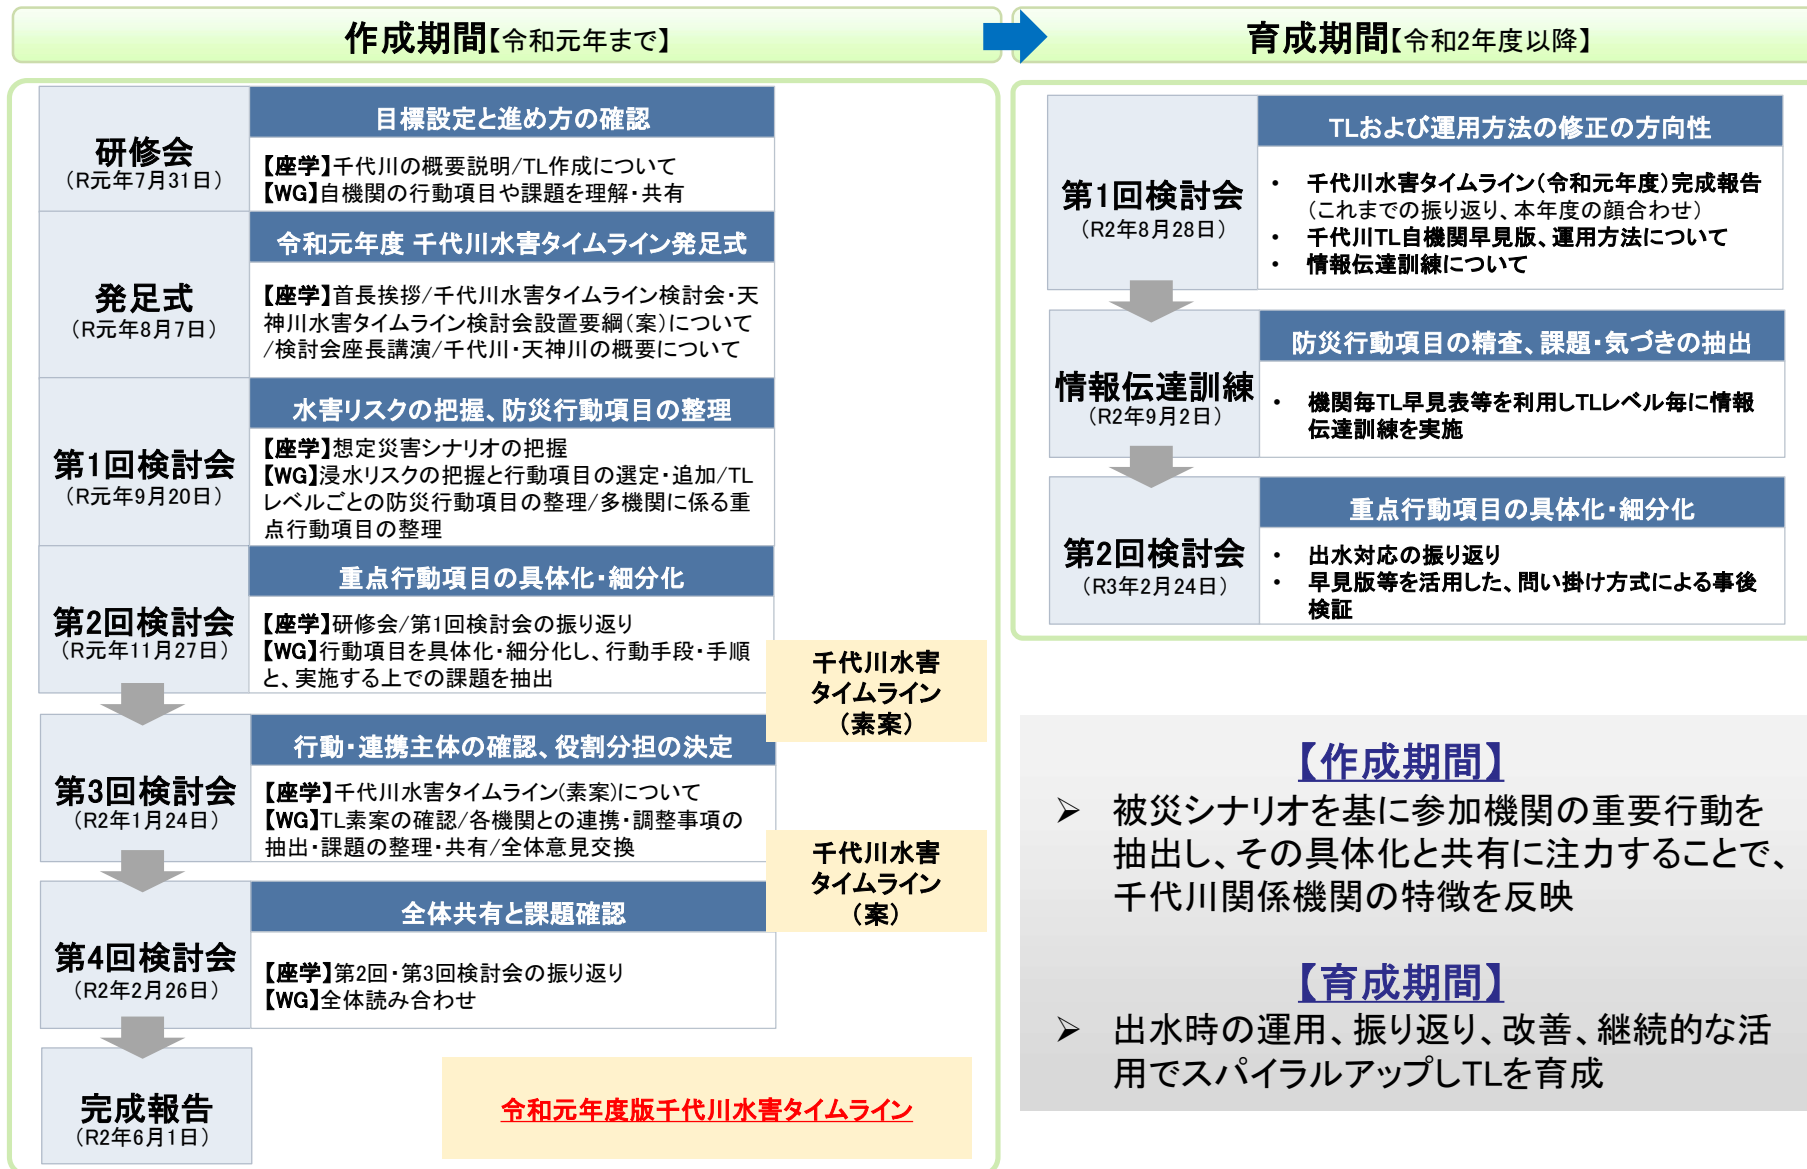 作成期間【令和元年まで】
研修会
（R元年7月31日）
目標設定と進め方の確認
【座学】千代川の概要説明/TL作成について
【WG】自機関の行動項目や課題を理解・共有
発足式
（R元年8月7日）
令和元年度 千代川水害タイムライン発足式
【座学】首長挨拶/千代川水害タイムライン検討会・天
神川水害タイムライン検討会設置要綱（案）について
/検討会座長講演/千代川・天神川の概要について
第1回検討会
（R元年9月20日）
水害リスクの把握、防災行動項目の整理
【座学】想定災害シナリオの把握
【WG】浸水リスクの把握と行動項目の選定・追加/TL
レベルごとの防災行動項目の整理/多機関に係る重
点行動項目の整理
第2回検討会
（R元年11月27日）
重点行動項目の具体化・細分化
【座学】研修会/第1回検討会の振り返り
【WG】行動項目を具体化・細分化し、行動手段・手順
と、実施する上での課題を抽出
千代川水害
タイムライン
（素案）
第3回検討会
（R2年1月24日）
行動・連携主体の確認、役割分担の決定
【座学】千代川水害タイムライン(素案)について
【WG】TL素案の確認/各機関との連携・調整事項の
抽出・課題の整理・共有/全体意見交換
千代川水害
タイムライン
（案）
第4回検討会
（R2年2月26日）
全体共有と課題確認
【座学】第2回・第3回検討会の振り返り
【WG】全体読み合わせ
完成報告
（R2年6月1日）
令和元年度版千代川水害タイムライン
育成期間【令和2年度以降】
第1回検討会
（R2年8月28日）
TLおよび運用方法の修正の方向性
・ 千代川水害タイムライン（令和元年度）完成報告
（これまでの振り返り、本年度の顔合わせ）
・ 千代川TL自機関早見版、運用方法について
・ 情報伝達訓練について
情報伝達訓練
（R2年9月2日）
防災行動項目の精査、課題・気づきの抽出
・ 機関毎TL早見表等を利用しTLレベル毎に情報
伝達訓練を実施
第2回検討会
（R3年2月24日）
重点行動項目の具体化・細分化
・ 出水対応の振り返り
・ 早見版等を活用した、問い掛け方式による事後
検証
【作成期間】
➢ 被災シナリオを基に参加機関の重要行動を
抽出し、その具体化と共有に注力することで、
千代川関係機関の特徴を反映
【育成期間】
➢ 出水時の運用、振り返り、改善、継続的な活
用でスパイラルアップしTLを育成